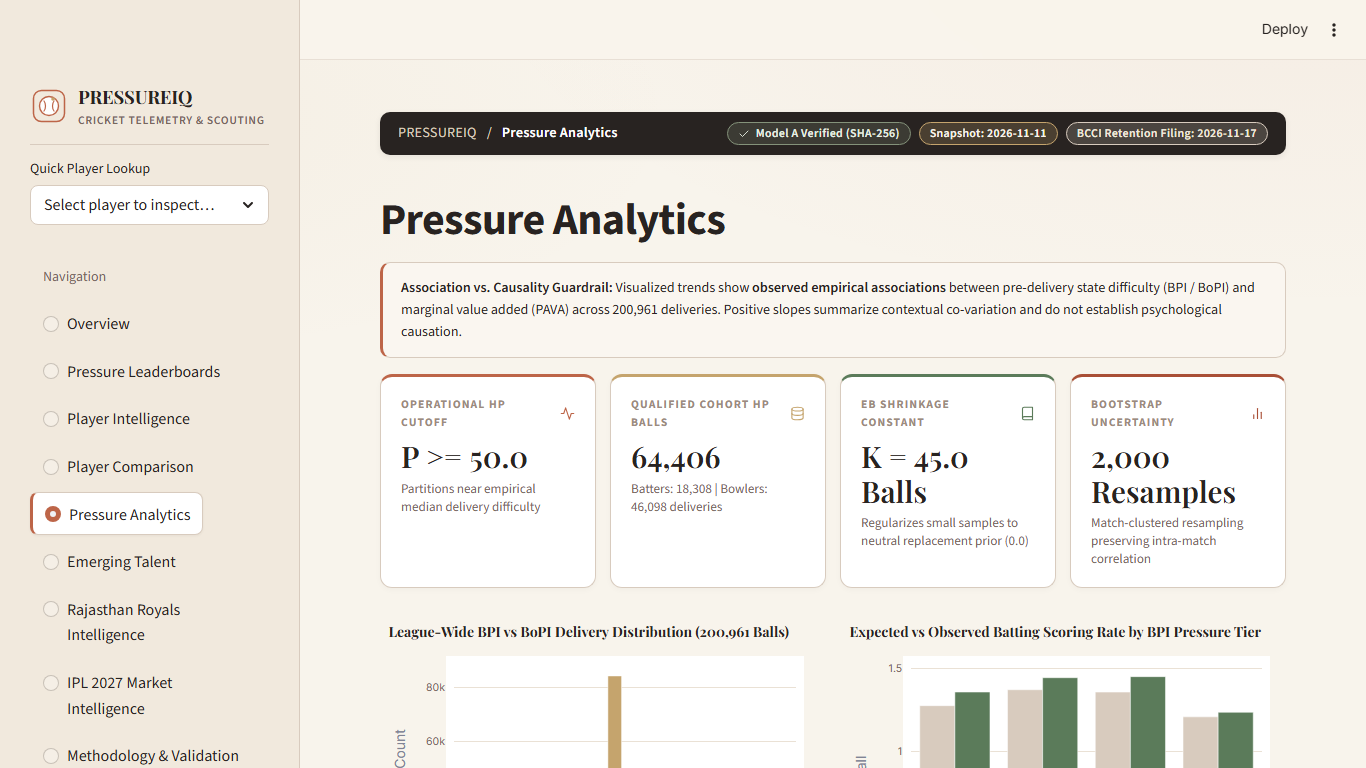 Deploy
PRESSUREIQ
CRICKET TELEMETRY & SCOUTING
Quick Player Lookup
Select player to inspect...
Navigation
Overview
Pressure Leaderboards
Player Intelligence
Player Comparison
Pressure Analytics
Emerging Talent
Rajasthan Royals
Intelligence
IPL 2027 Market
Intelligence
Methodology & Validation
PRESSUREIQ / Pressure Analytics
Model A Verified (SHA-256)
Snapshot: 2026-11-11
BCCI Retention Filing: 2026-11-17
Pressure Analytics
Association vs. Causality Guardrail: Visualized trends show observed empirical associations between pre-delivery state difficulty (BPI / BoPI) and
marginal value added (PAVA) across 200,961 deliveries. Positive slopes summarize contextual co-variation and do not establish psychological
causation.
OPERATIONAL HP
CUTOFF
P >= 50.0
Partitions near empirical
median delivery difficulty
QUALIFIED COHORT HP
BALLS
64,406
Batters: 18,308 | Bowlers:
46,098 deliveries
EB SHRINKAGE
CONSTANT
K = 45.0
Balls
Regularizes small samples to
neutral replacement prior (0.0)
BOOTSTRAP
UNCERTAINTY
2,000
Resamples
Match-clustered resampling
preserving intra-match
correlation
League-Wide BPI vs BoPI Delivery Distribution (200,961 Balls)
80k
60k
Count
Expected vs Observed Batting Scoring Rate by BPI Pressure Tier
1.5
1